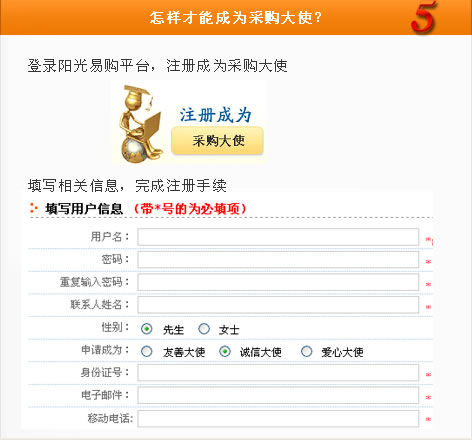 怎样才能成为采购大使？
5
登录阳光易购平台，注册成为采购大使
注册成为
采购大使
填写相关信息，完成注册手续
填写用户信息 （带*号的为必填项）
用户名： *
密码： *
重复输入密码： *
联系人姓名： *
性别： 先生 女士
申请成为： 友善大使 诚信大使 爱心大使
身份证号： *
电子邮件： *
移动电话: *